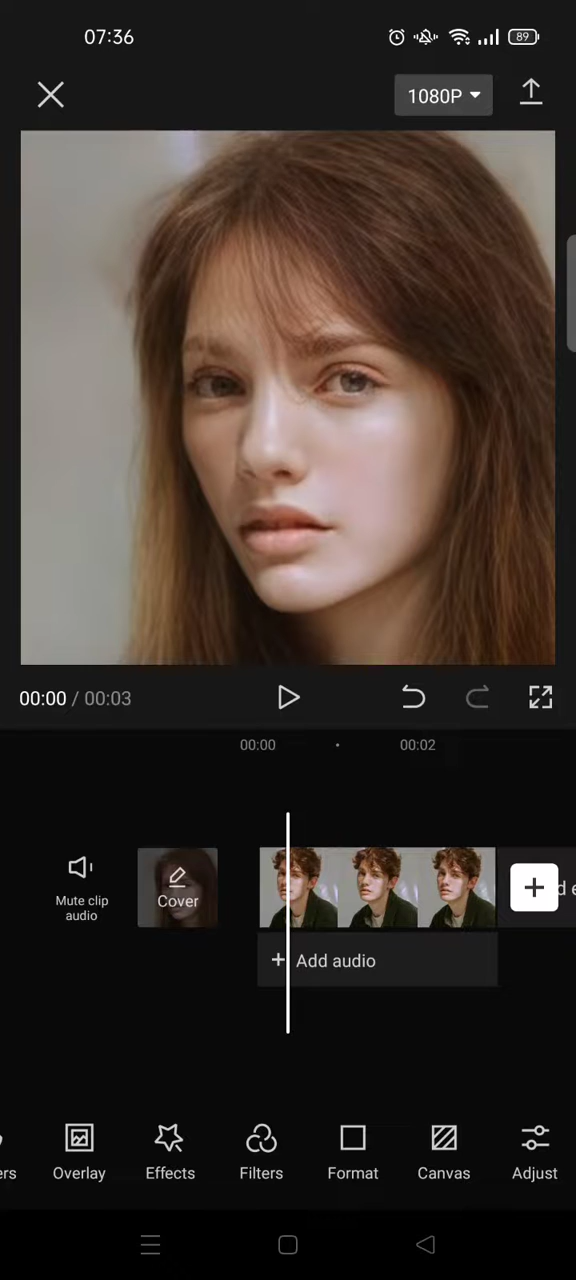 07:36
89
1080P
00:00 / 00:03
00:00
00:02
Mute clip
audio
Cover
Add audio
ers
Overlay
Effects
Filters
Format
Canvas
Adjust